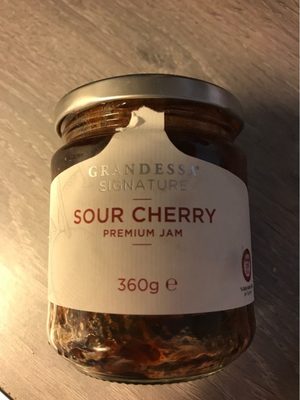 GRANDESSA
SIGNATURE
SOUR CHERRY
PREMIUM JAM
360g ℮